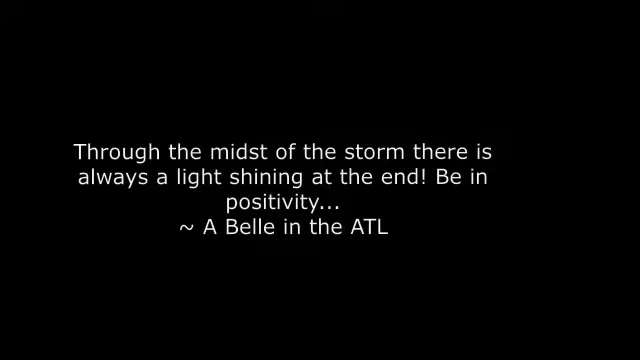 Through the midst of the storm there is
always a light shining at the end! Be in
positivity...
~ A Belle in the ATL